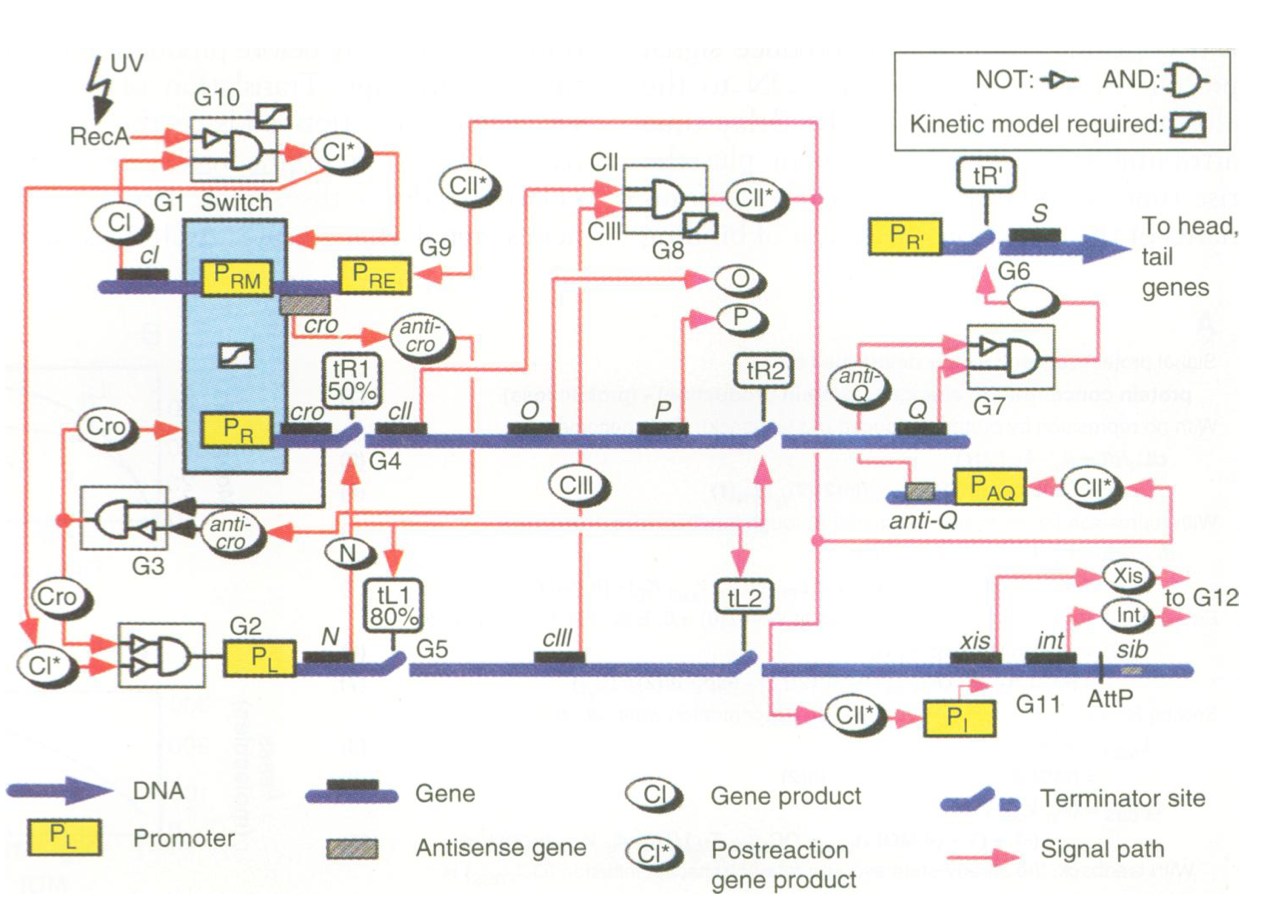 UV
RecA
G10
CI*
CI
G1 Switch
cI
PRM
PRE
G9
CII*
CII
CIII
G8
CII*
NOT:
AND:
Kinetic model required:
tR'
PR'
S
G6
To head,
tail
genes
cro
anti-
cro
O
P
tR1
50%
Cro
PR
cro
cII
G4
O
P
tR2
anti-
Q
G7
Q
G3
anti-
cro
N
CIII
anti-Q
PAQ
CII*
Cro
CI*
G2
PL
N
tL1
80%
G5
cIII
tL2
CII*
PI
xis
int
Xis
Int
to G12
sib
G11
AttP
DNA
Gene
CI
Gene product
Terminator site
PL
Promoter
Antisense gene
CI*
Postreaction
gene product
Signal path